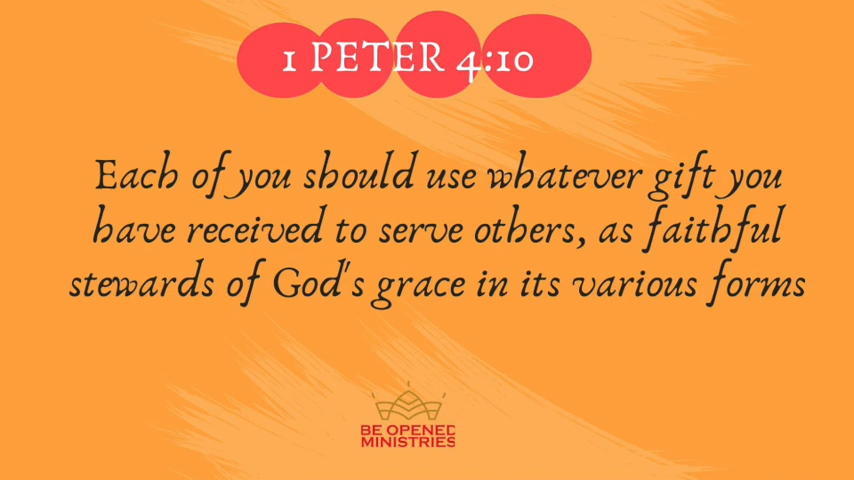 1 PETER 4:10
Each of you should use whatever gift you
have received to serve others, as faithful
stewards of God's grace in its various forms
BE OPENED
MINISTRIES